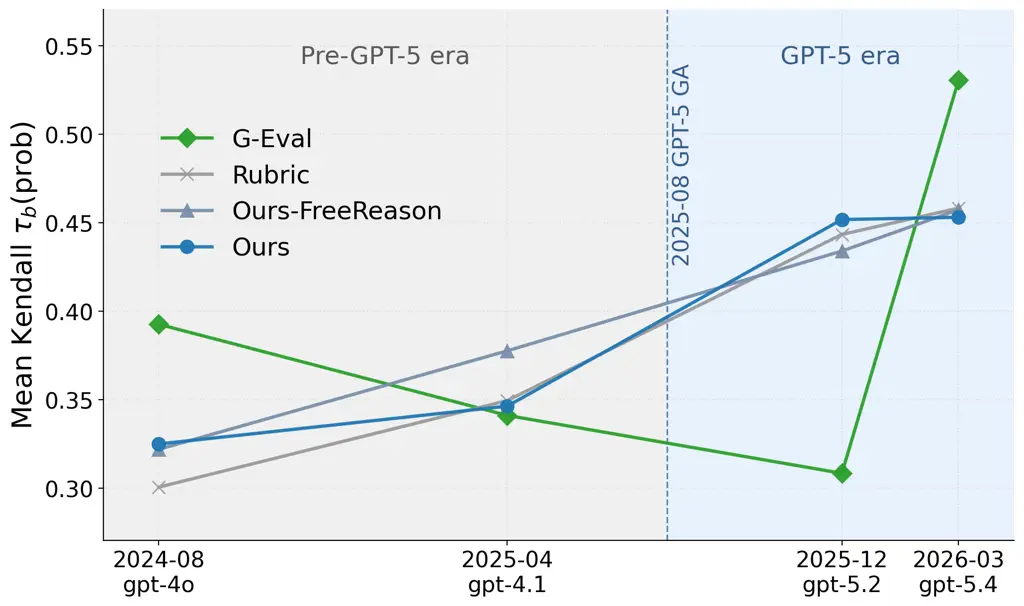 Mean Kendall τb(prob)
0.55
0.50
0.45
0.40
0.35
0.30
Pre-GPT-5 era
GPT-5 era
2025-08 GPT-5 GA
G-Eval
Rubric
Ours-FreeReason
Ours
2024-08
gpt-4o
2025-04
gpt-4.1
2025-12
gpt-5.2
2026-03
gpt-5.4